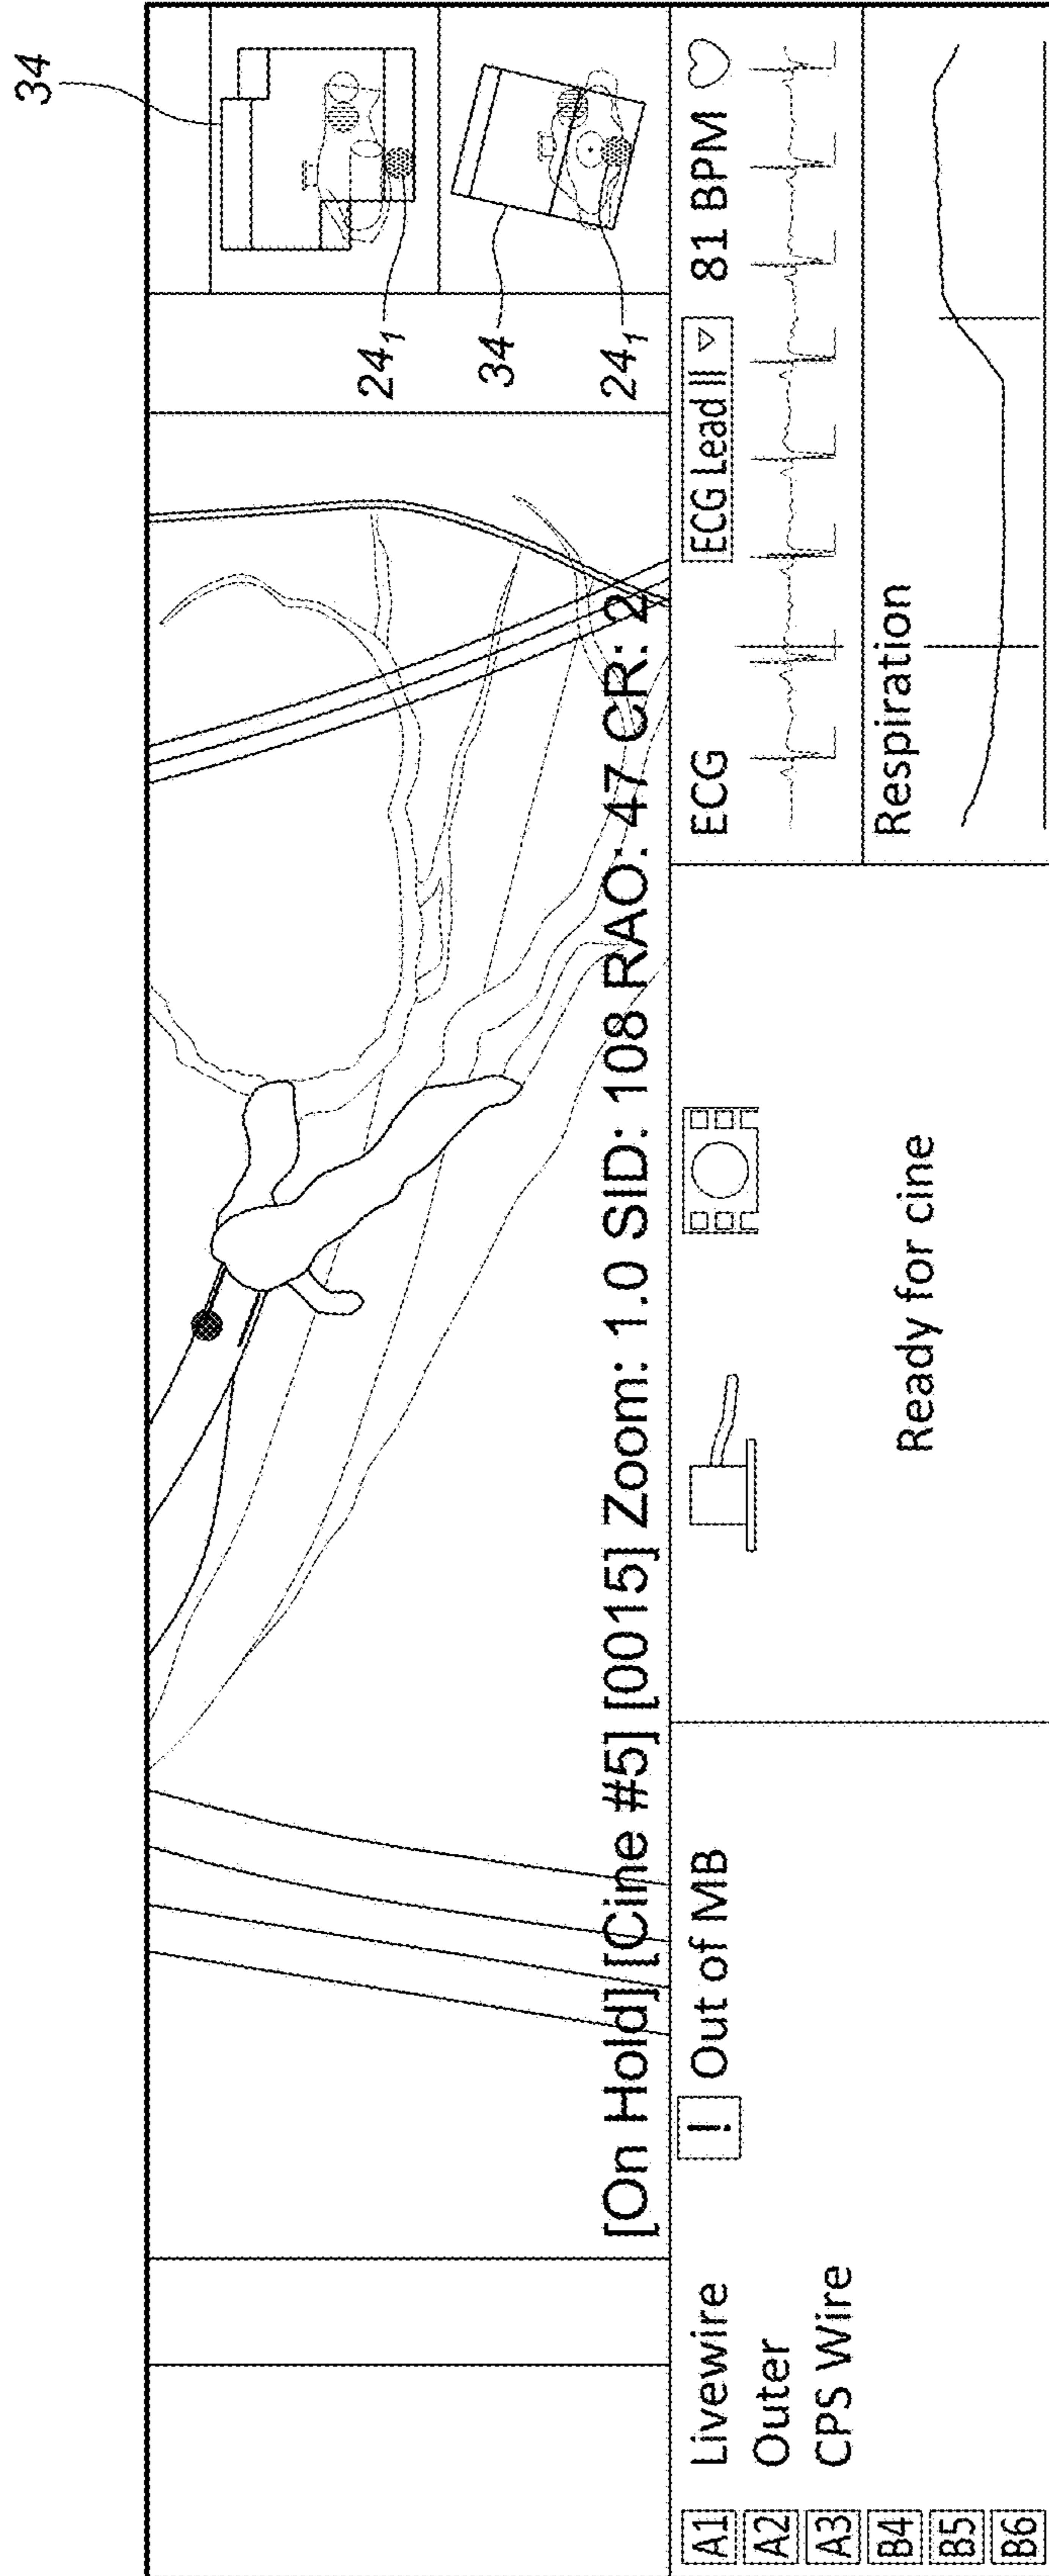 34
24₁
34
24₁
[On Hold] [Cine #5] [0015] Zoom: 1.0 SID: 108 RAO: 47 CR: 2
A1 Livewire
! Out of MB
A2 Outer
A3 CPS Wire
B4
B5
B6
Ready for cine
ECG
ECG Lead II
81 BPM
Respiration